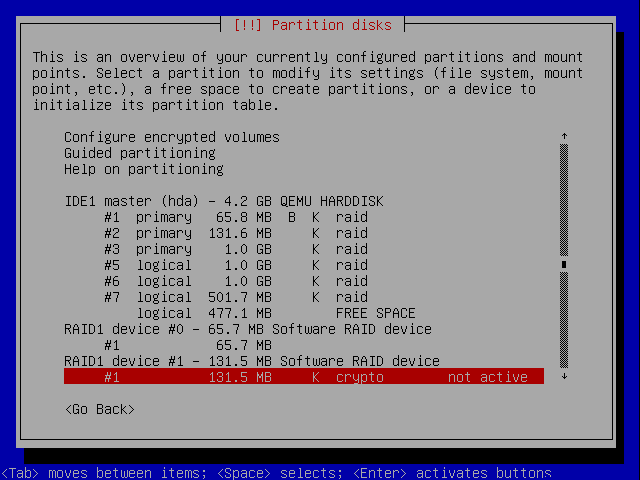 [!!] Partition disks
This is an overview of your currently configured partitions and mount
points. Select a partition to modify its settings (file system, mount
point, etc.), a free space to create partitions, or a device to
initialize its partition table.
Configure encrypted volumes
Guided partitioning
Help on partitioning
IDE1 master (hda) - 4.2 GB QEMU HARDDISK
#1 primary 65.8 MB B K raid
#2 primary 131.6 MB K raid
#3 primary 1.0 GB K raid
#5 logical 1.0 GB K raid
#6 logical 1.0 GB K raid
#7 logical 501.7 MB K raid
logical 477.1 MB FREE SPACE
RAID1 device #0 - 65.7 MB Software RAID device
#1 65.7 MB
RAID1 device #1 - 131.5 MB Software RAID device
#1 131.5 MB K crypto not active
<Go Back>
<Tab> moves between items; <Space> selects; <Enter> activates buttons